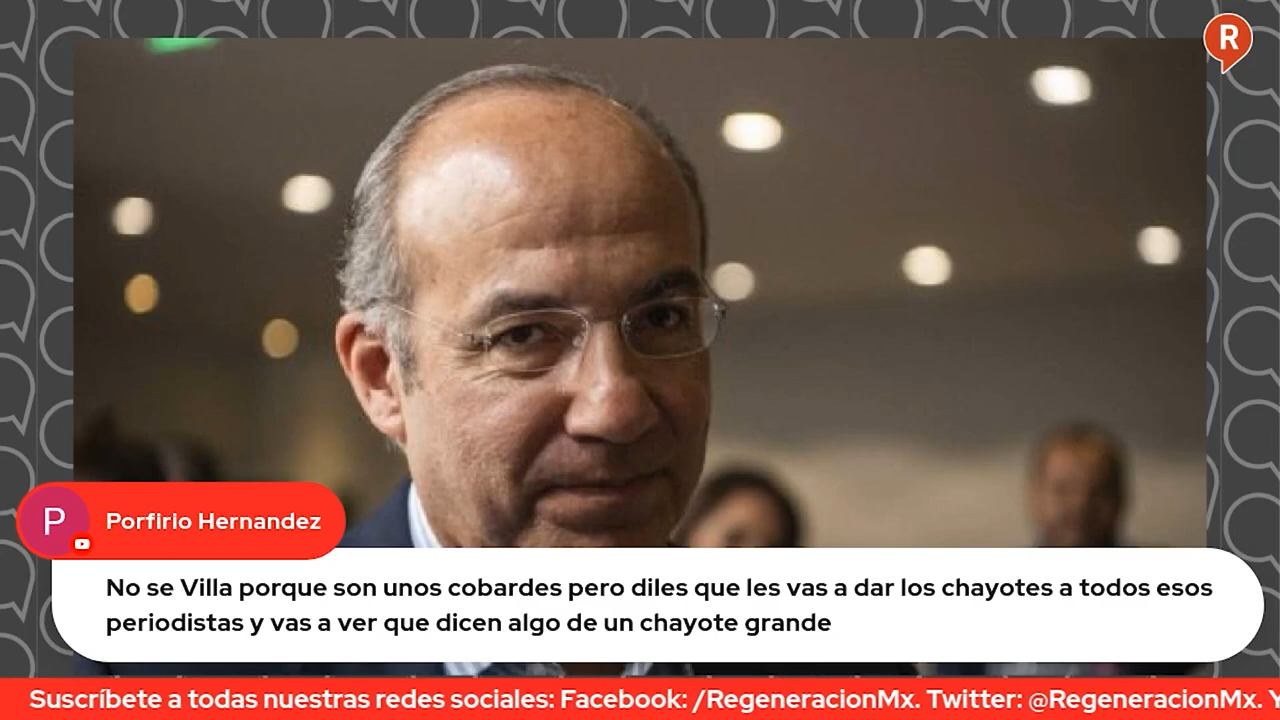 R
P
Porfirio Hernandez
No se Villa porque son unos cobardes pero diles que les vas a dar los chayotes a todos esos
periodistas y vas a ver que dicen algo de un chayote grande
Suscríbete a todas nuestras redes sociales: Facebook: /RegeneracionMx. Twitter: @RegeneracionMx. Y